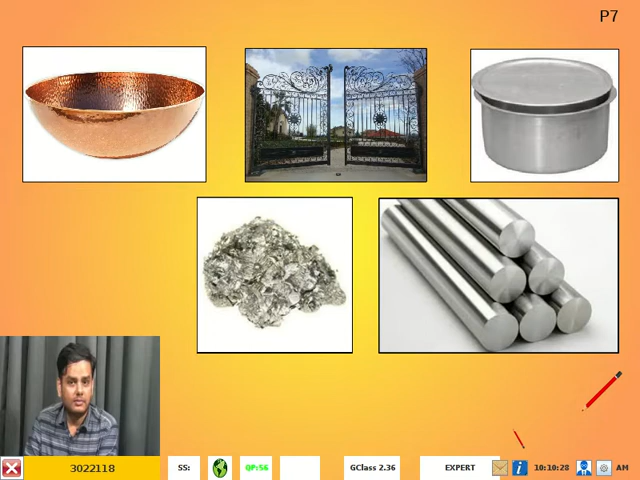 P7
3022118
SS:
QP:56
GClass 2.36
EXPERT
10:10:28
AM